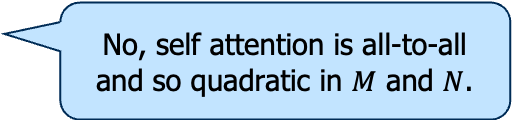 No, self attention is all-to-all
and so quadratic in M and N.